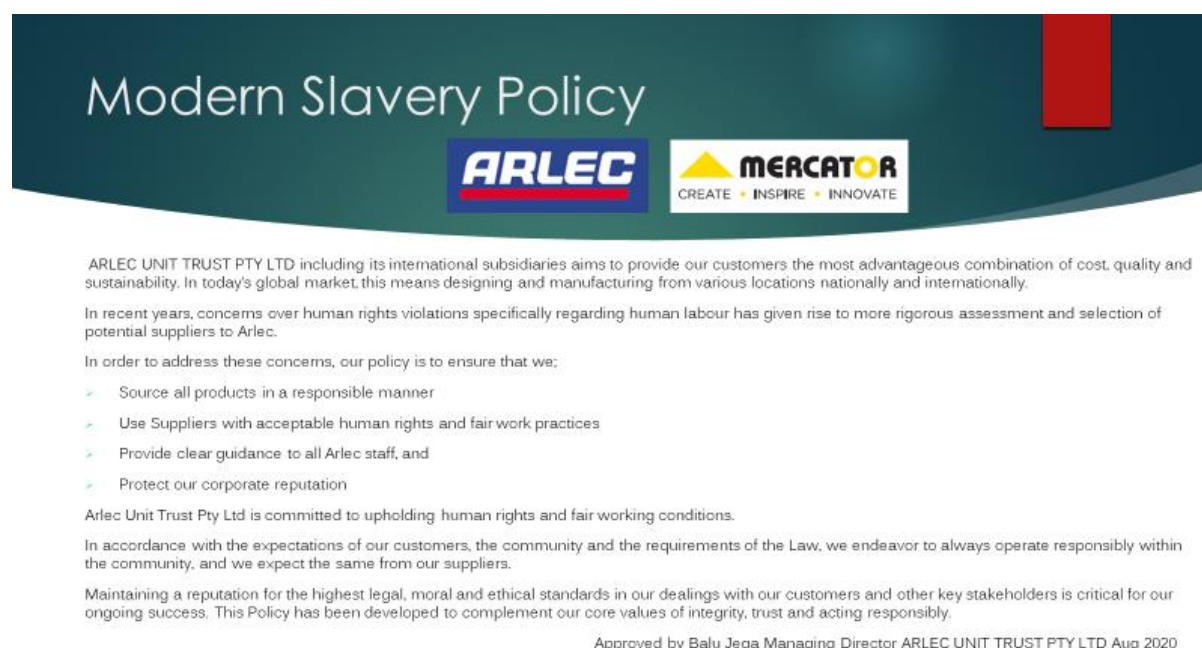 Modern Slavery Policy
ARLEC
MERCATOR
CREATE • INSPIRE • INNOVATE
ARLEC UNIT TRUST PTY LTD including its international subsidiaries aims to provide our customers the most advantageous combination of cost, quality and
sustainability. In today's global market, this means designing and manufacturing from various locations nationally and internationally.
In recent years, concerns over human rights violations specifically regarding human labour has given rise to more rigorous assessment and selection of
potential suppliers to Arlec.
In order to address these concerns, our policy is to ensure that we;
➢ Source all products in a responsible manner
➢ Use Suppliers with acceptable human rights and fair work practices
➢ Provide clear guidance to all Arlec staff, and
➢ Protect our corporate reputation
Arlec Unit Trust Pty Ltd is committed to upholding human rights and fair working conditions.
In accordance with the expectations of our customers, the community and the requirements of the Law, we endeavor to always operate responsibly within
the community, and we expect the same from our suppliers.
Maintaining a reputation for the highest legal, moral and ethical standards in our dealings with our customers and other key stakeholders is critical for our
ongoing success. This Policy has been developed to complement our core values of integrity, trust and acting responsibly.
Approved by Balu Jega Managing Director ARLEC UNIT TRUST PTY LTD Aug 2020